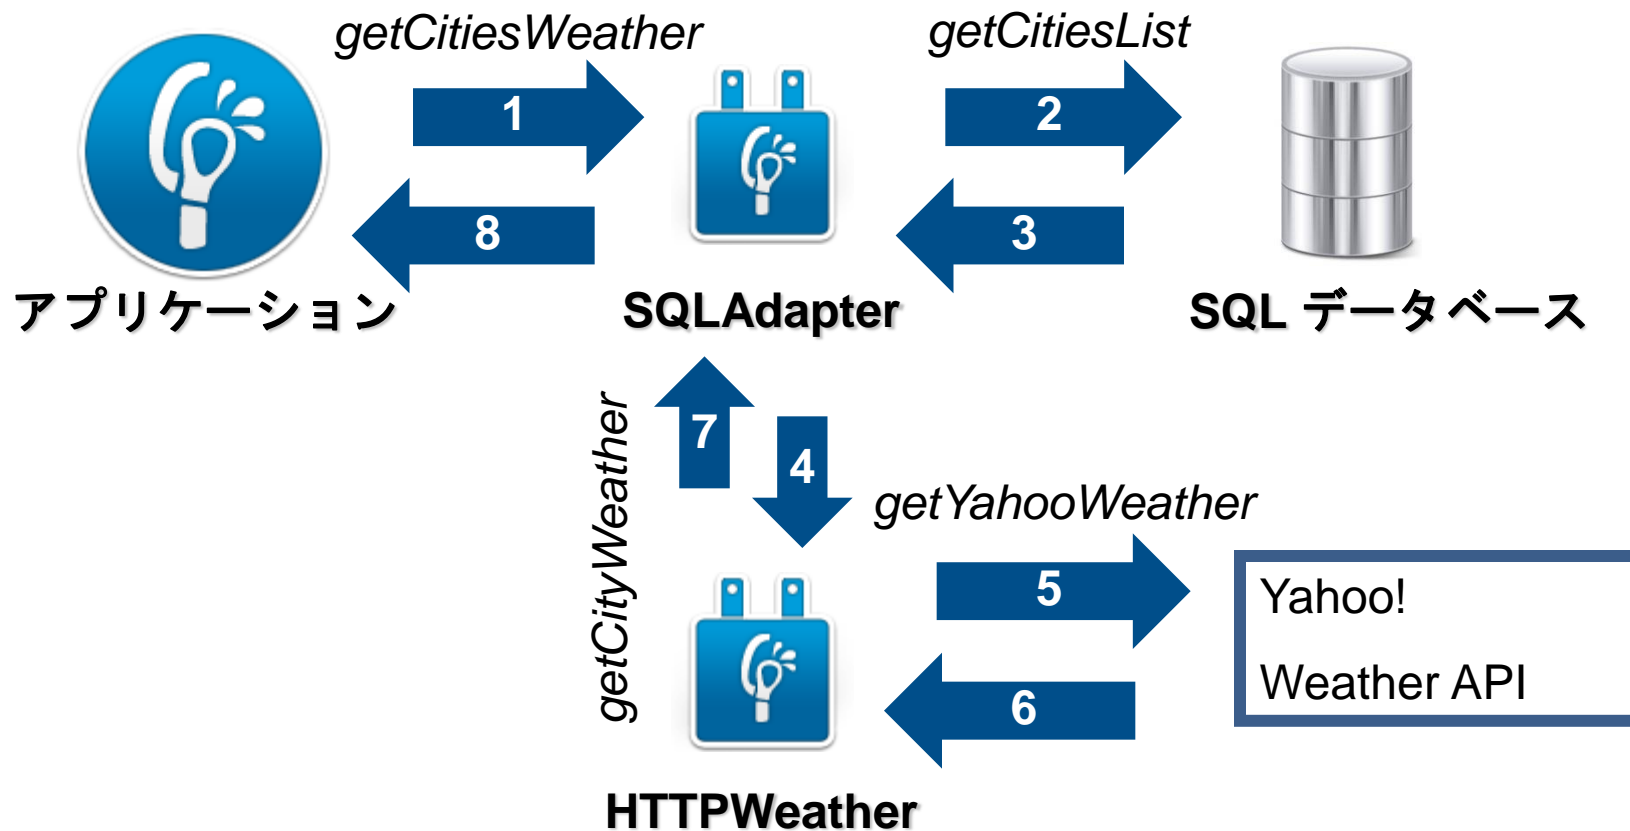 getCitiesWeather
getCitiesList
1
2
8
3
アプリケーション
SQLAdapter
SQL データベース
getCityWeather
7
4
getYahooWeather
5
6
Yahoo!
Weather API
HTTPWeather